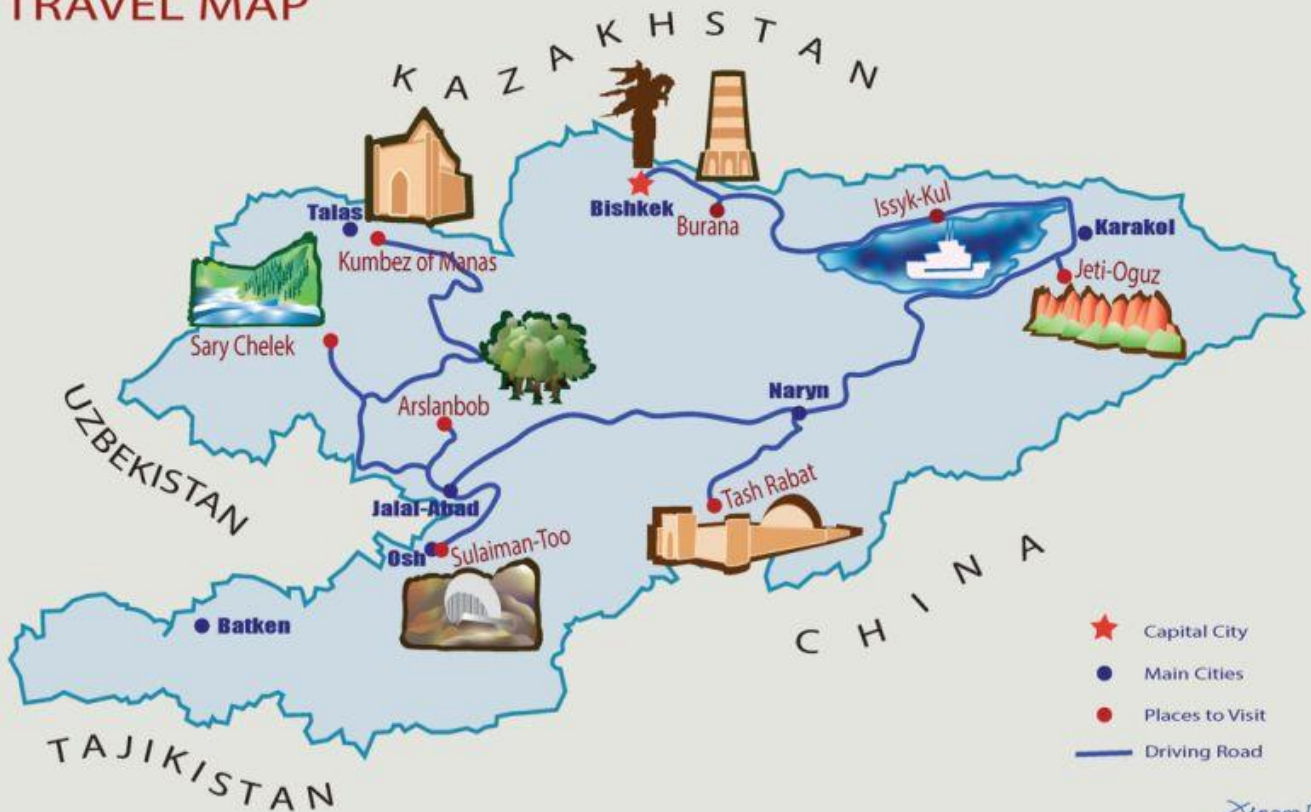 TRAVEL MAP
KAZAKHSTAN
Talas
Bishkek
Burana
Issyk-Kul
Karakol
Kumbez of Manas
Jeti-Oguz
Sary Chelek
Arslanbob
Naryn
UZBEKISTAN
Jalal-Abad
Tash Rabat
Osh
Sulaiman-Too
CHINA
Batken
TAJIKISTAN
Capital City
Main Cities
Places to Visit
Driving Road